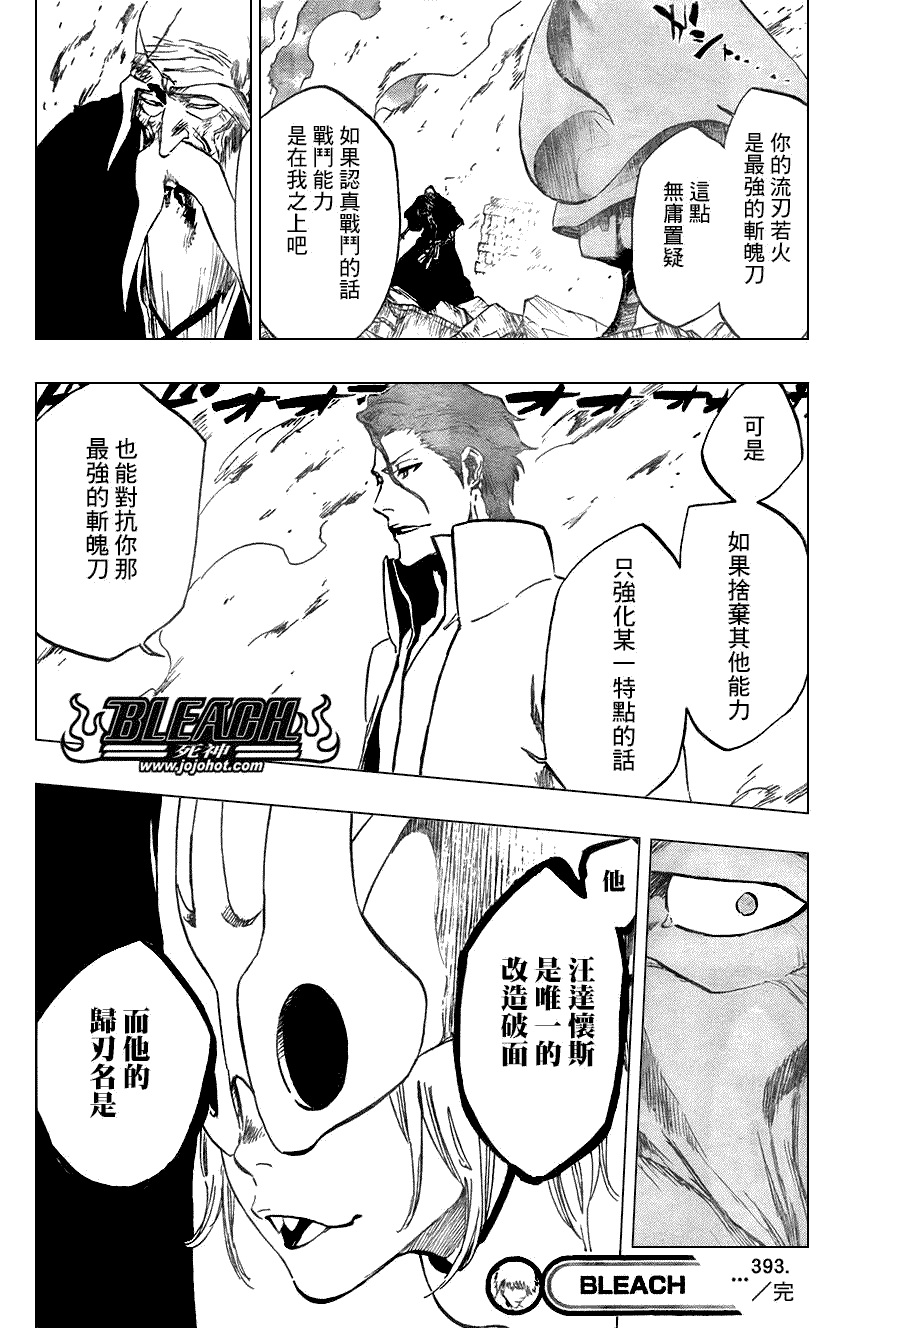 你的流刃若火
是最強的斬魄刀
這點
無庸置疑
如果認真戰鬥的話
戰鬥能力
是在我之上吧
可是
如果捨棄其他能力
只強化某一特點的話
也能對抗你那
最強的斬魄刀
BLEACH
死神
www.jojohot.com
他
汪達懷斯
是唯一的
改造破面
而他的
歸刃名是
BLEACH
...
393.
／完